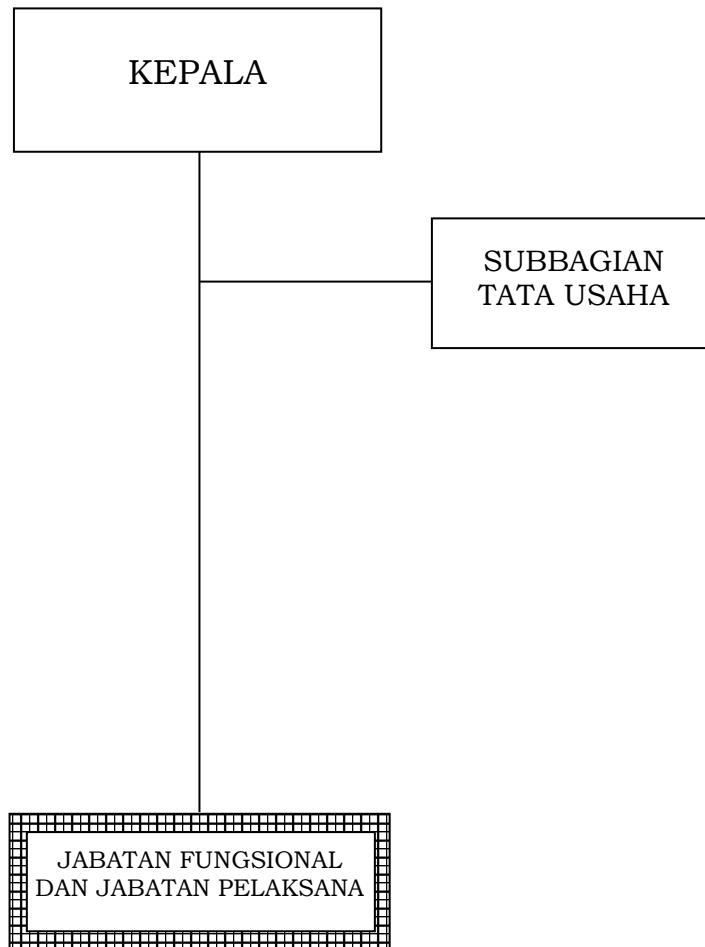 KEPALA
SUBBAGIAN
TATA USAHA
JABATAN FUNGSIONAL
DAN JABATAN PELAKSANA